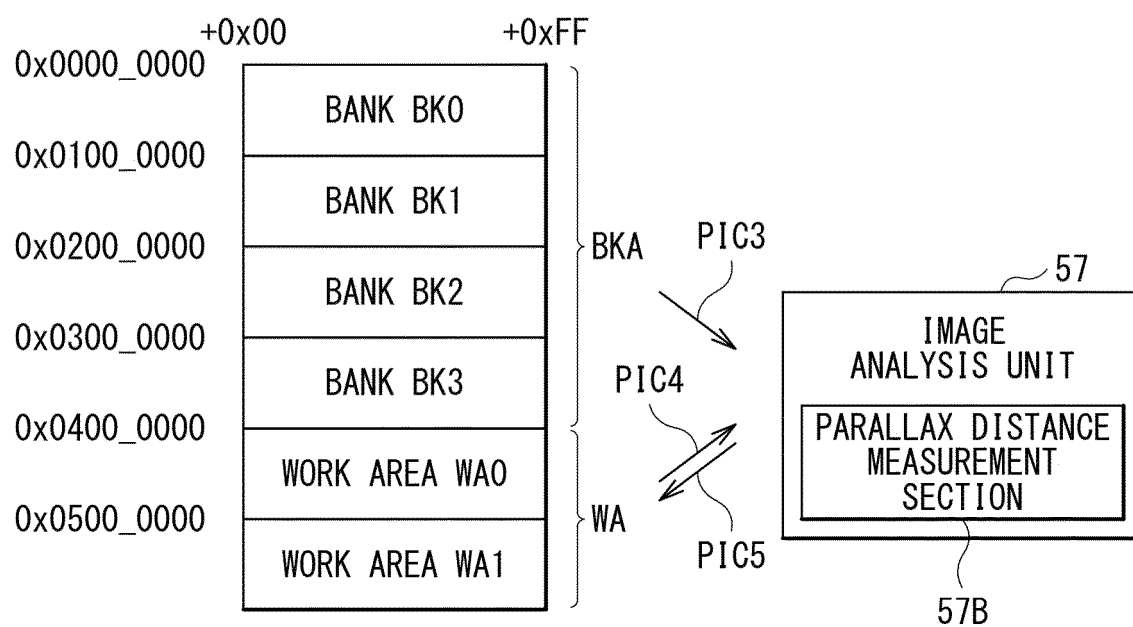 +0x00
+0xFF
0x0000_0000
BANK BK0
0x0100_0000
BANK BK1
0x0200_0000
BKA
PIC3
57
BANK BK2
0x0300_0000
IMAGE
ANALYSIS UNIT
BANK BK3
PIC4
0x0400_0000
PARALLAX DISTANCE
MEASUREMENT
SECTION
WORK AREA WA0
0x0500_0000
WA
PIC5
WORK AREA WA1
57B